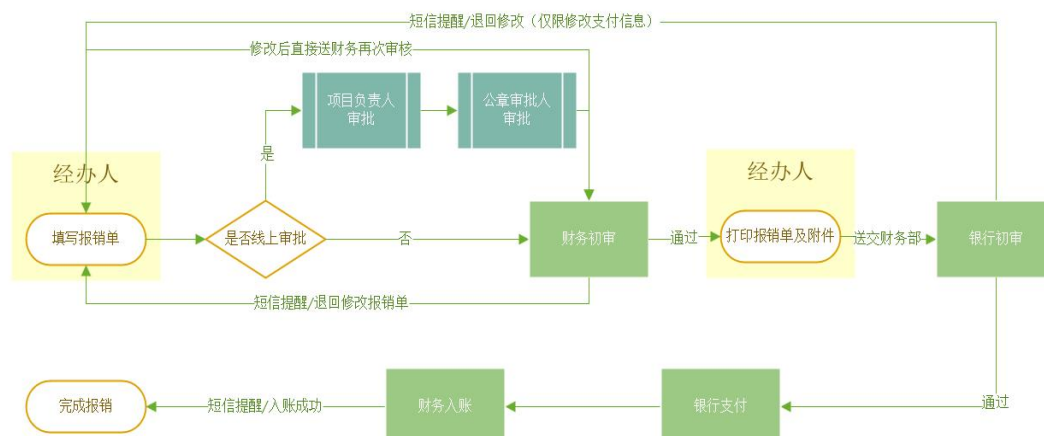 短信提醒/退回修改（仅限修改支付信息）
修改后直接送财务再次审核
项目负责人
审批
公章审批人
审批
是
经办人
经办人
填写报销单
是否线上审批
否
财务初审
通过
打印报销单及附件
送交财务部
银行初审
短信提醒/退回修改报销单
完成报销
短信提醒/入账成功
财务入账
银行支付
通过